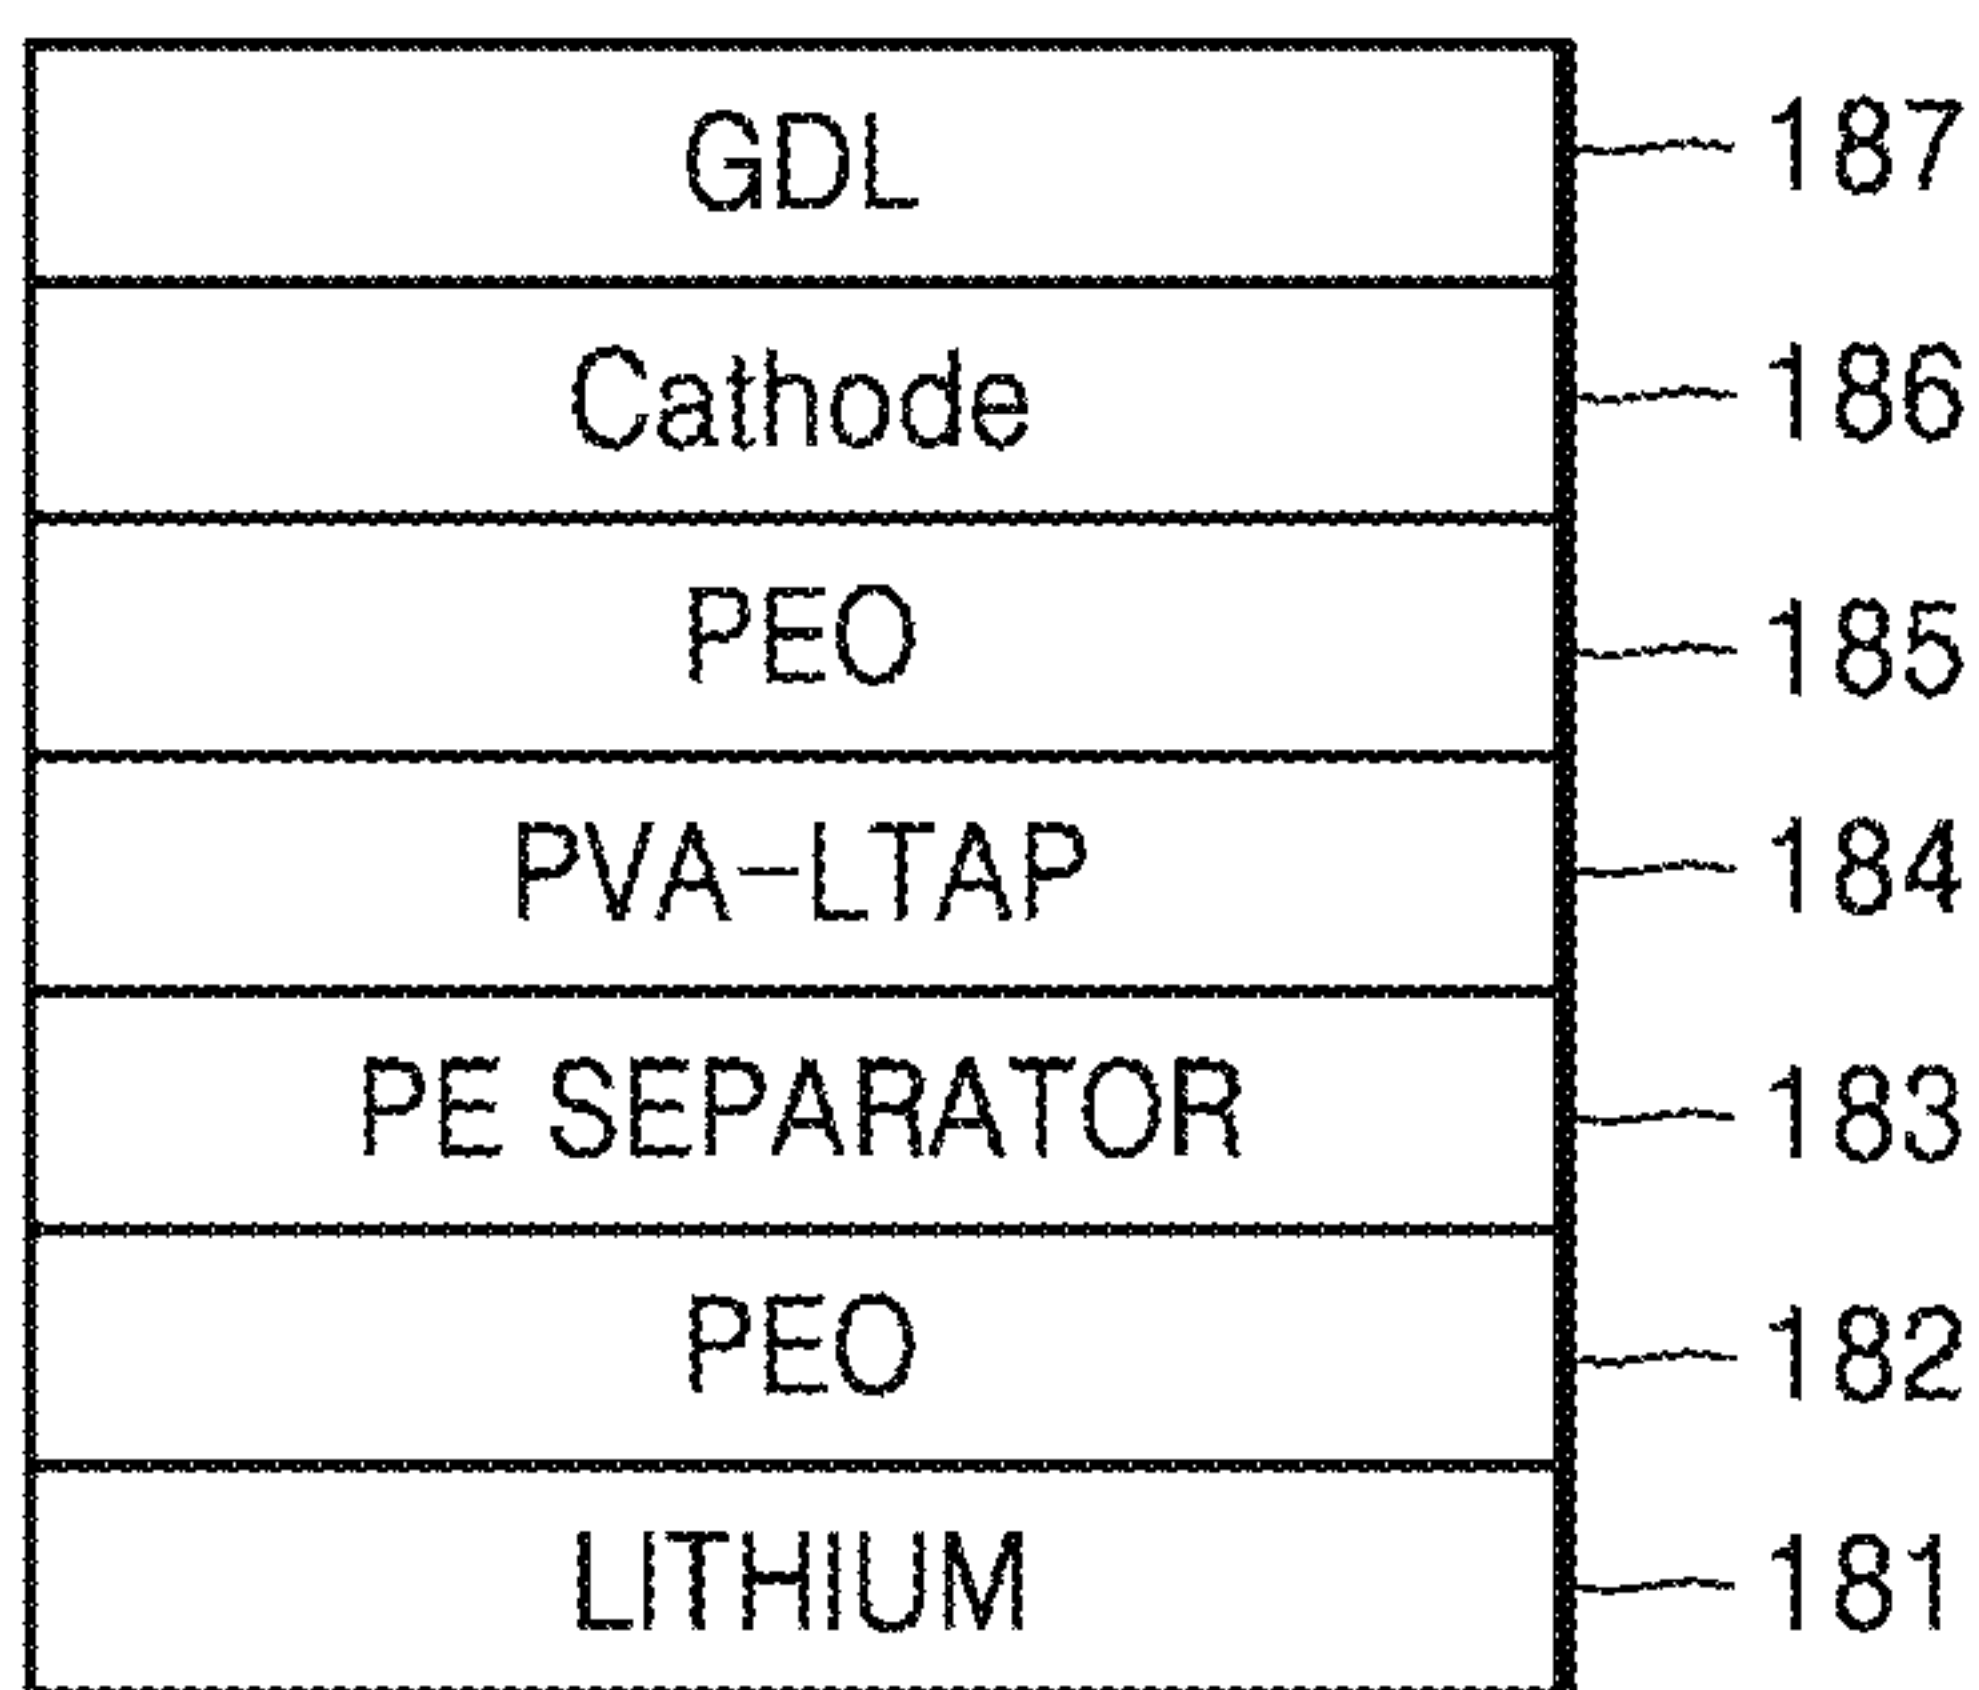 GDL 187
Cathode 186
PEO 185
PVA-LTAP 184
PE SEPARATOR 183
PEO 182
LITHIUM 181